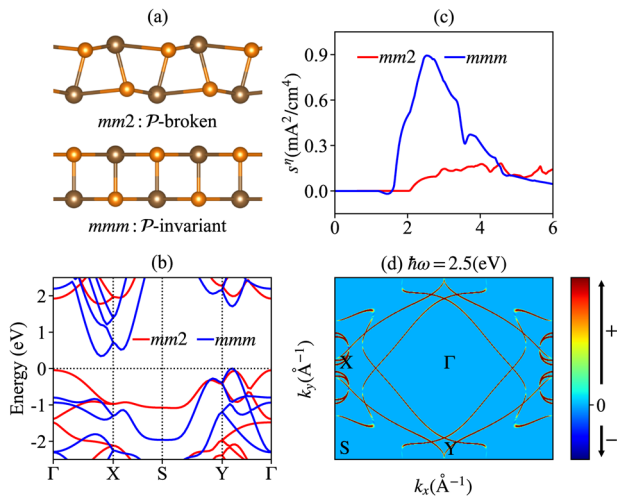 (a)
mm2 : 𝒫-broken
mmm : 𝒫-invariant
(b)
Energy (eV)
2
1
0
-1
-2
mm2
mmm
Γ
X
S
Y
Γ
(c)
mm2
mmm
s^η(mA²/cm⁴)
0.9
0.6
0.3
0.0
0
2
4
6
(d) ℏω = 2.5(eV)
k_y(Å⁻¹)
X
Γ
S
Y
k_x(Å⁻¹)
+
0
−